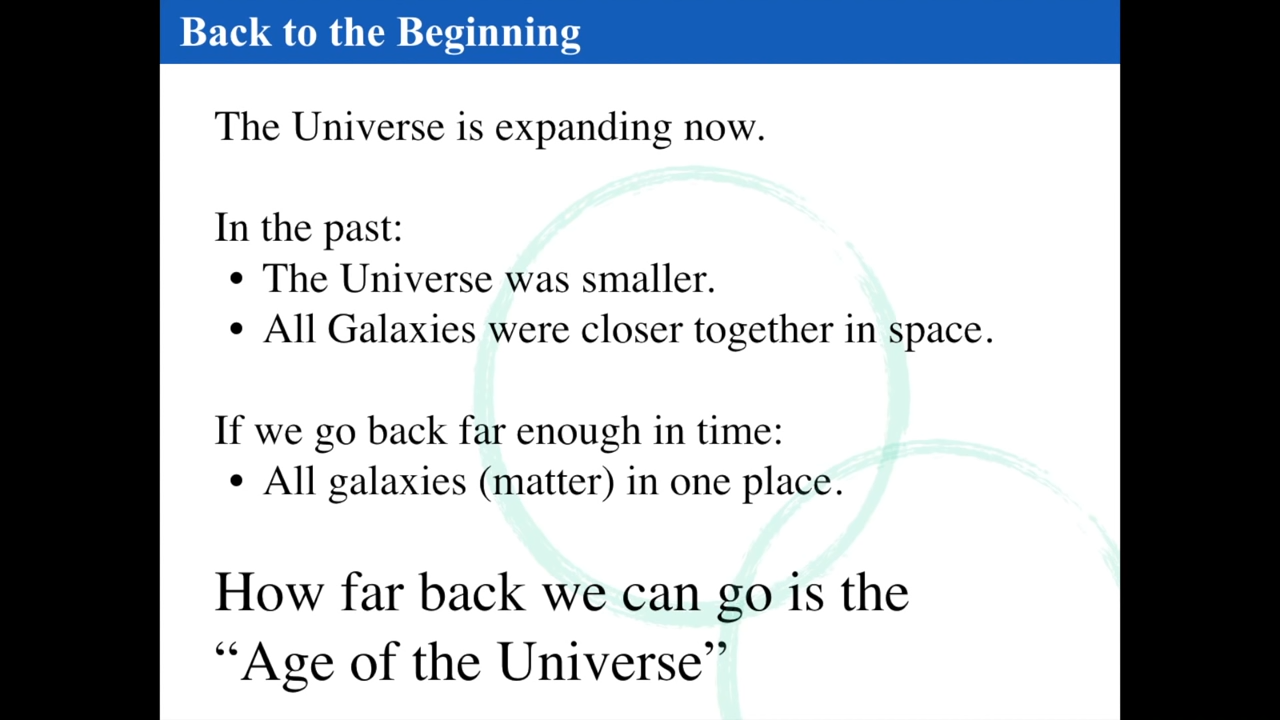 Back to the Beginning
The Universe is expanding now.
In the past:
• The Universe was smaller.
• All Galaxies were closer together in space.
If we go back far enough in time:
• All galaxies (matter) in one place.
How far back we can go is the
“Age of the Universe”